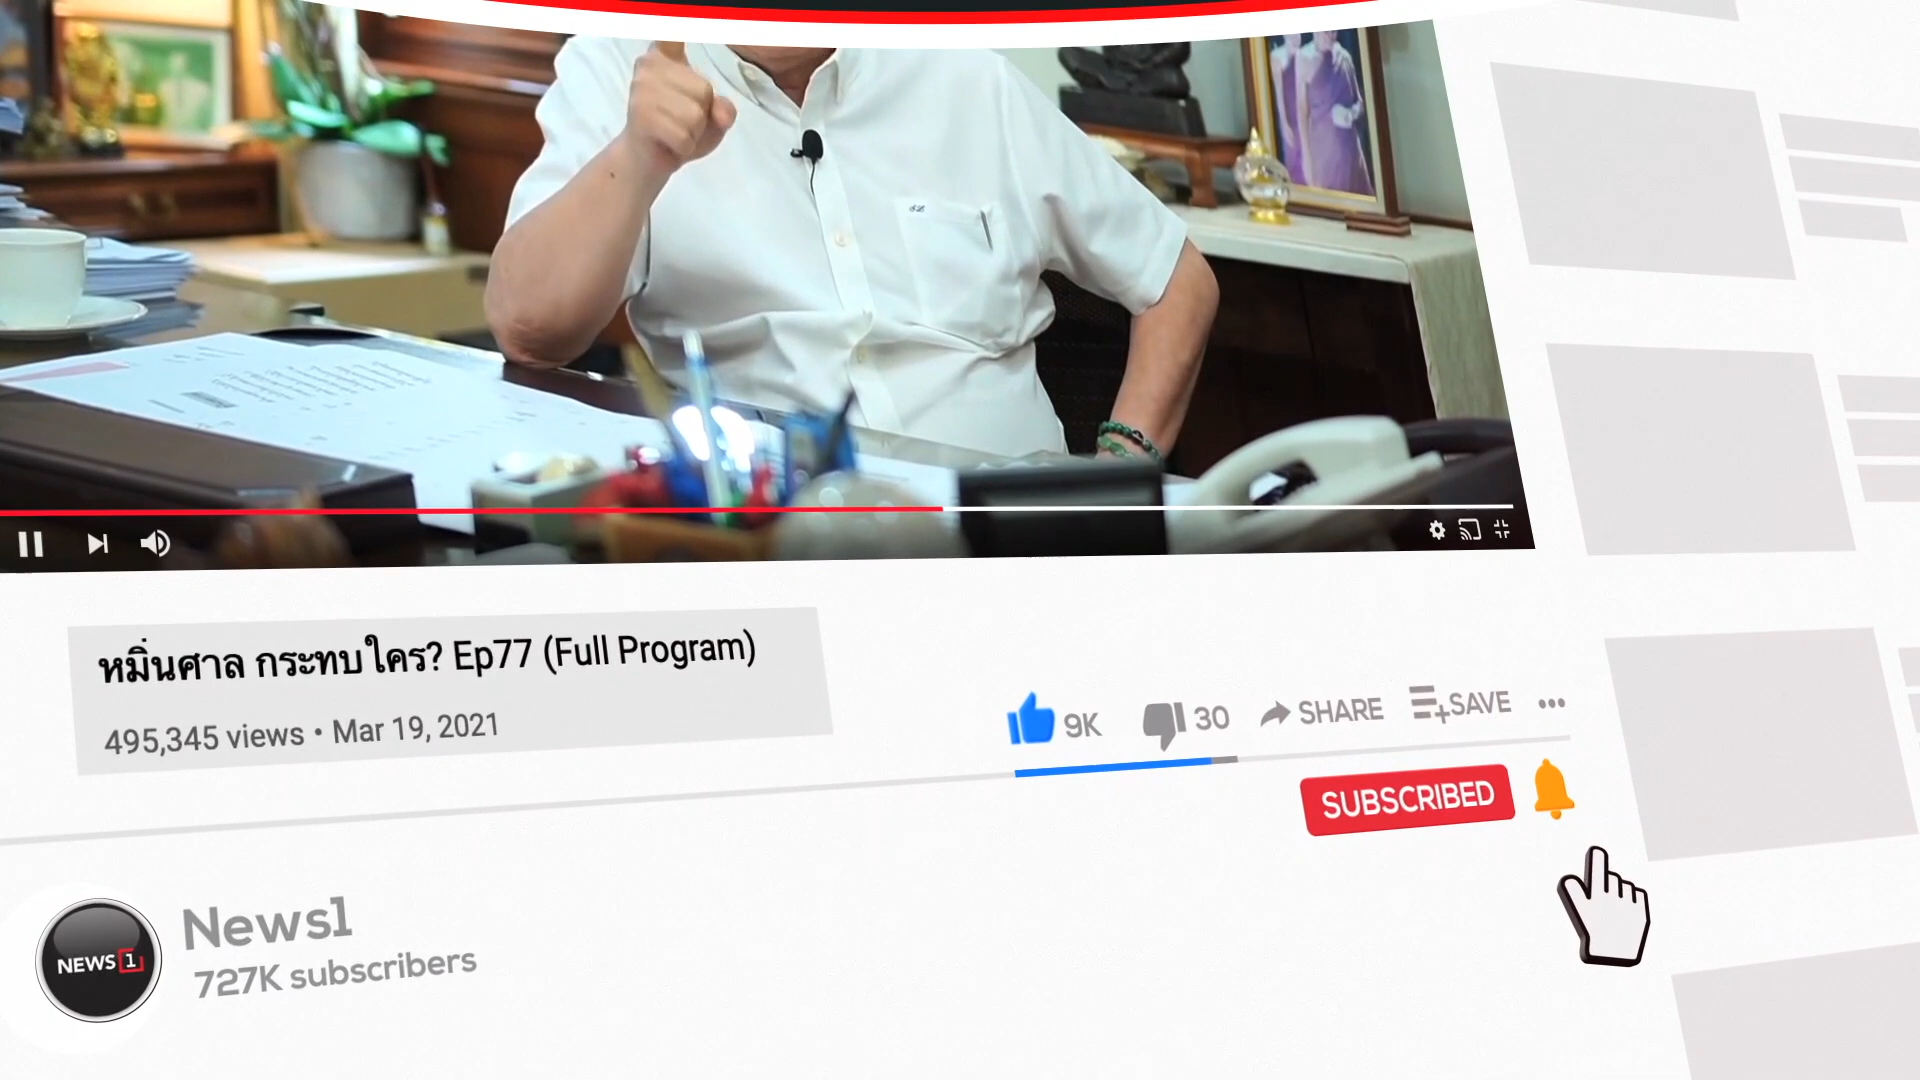 หมิ่นศาล กระทบใคร? Ep77 (Full Program)
495,345 views • Mar 19, 2021
9K
30
SHARE
SAVE
SUBSCRIBED
NEWS 1
News1
727K subscribers